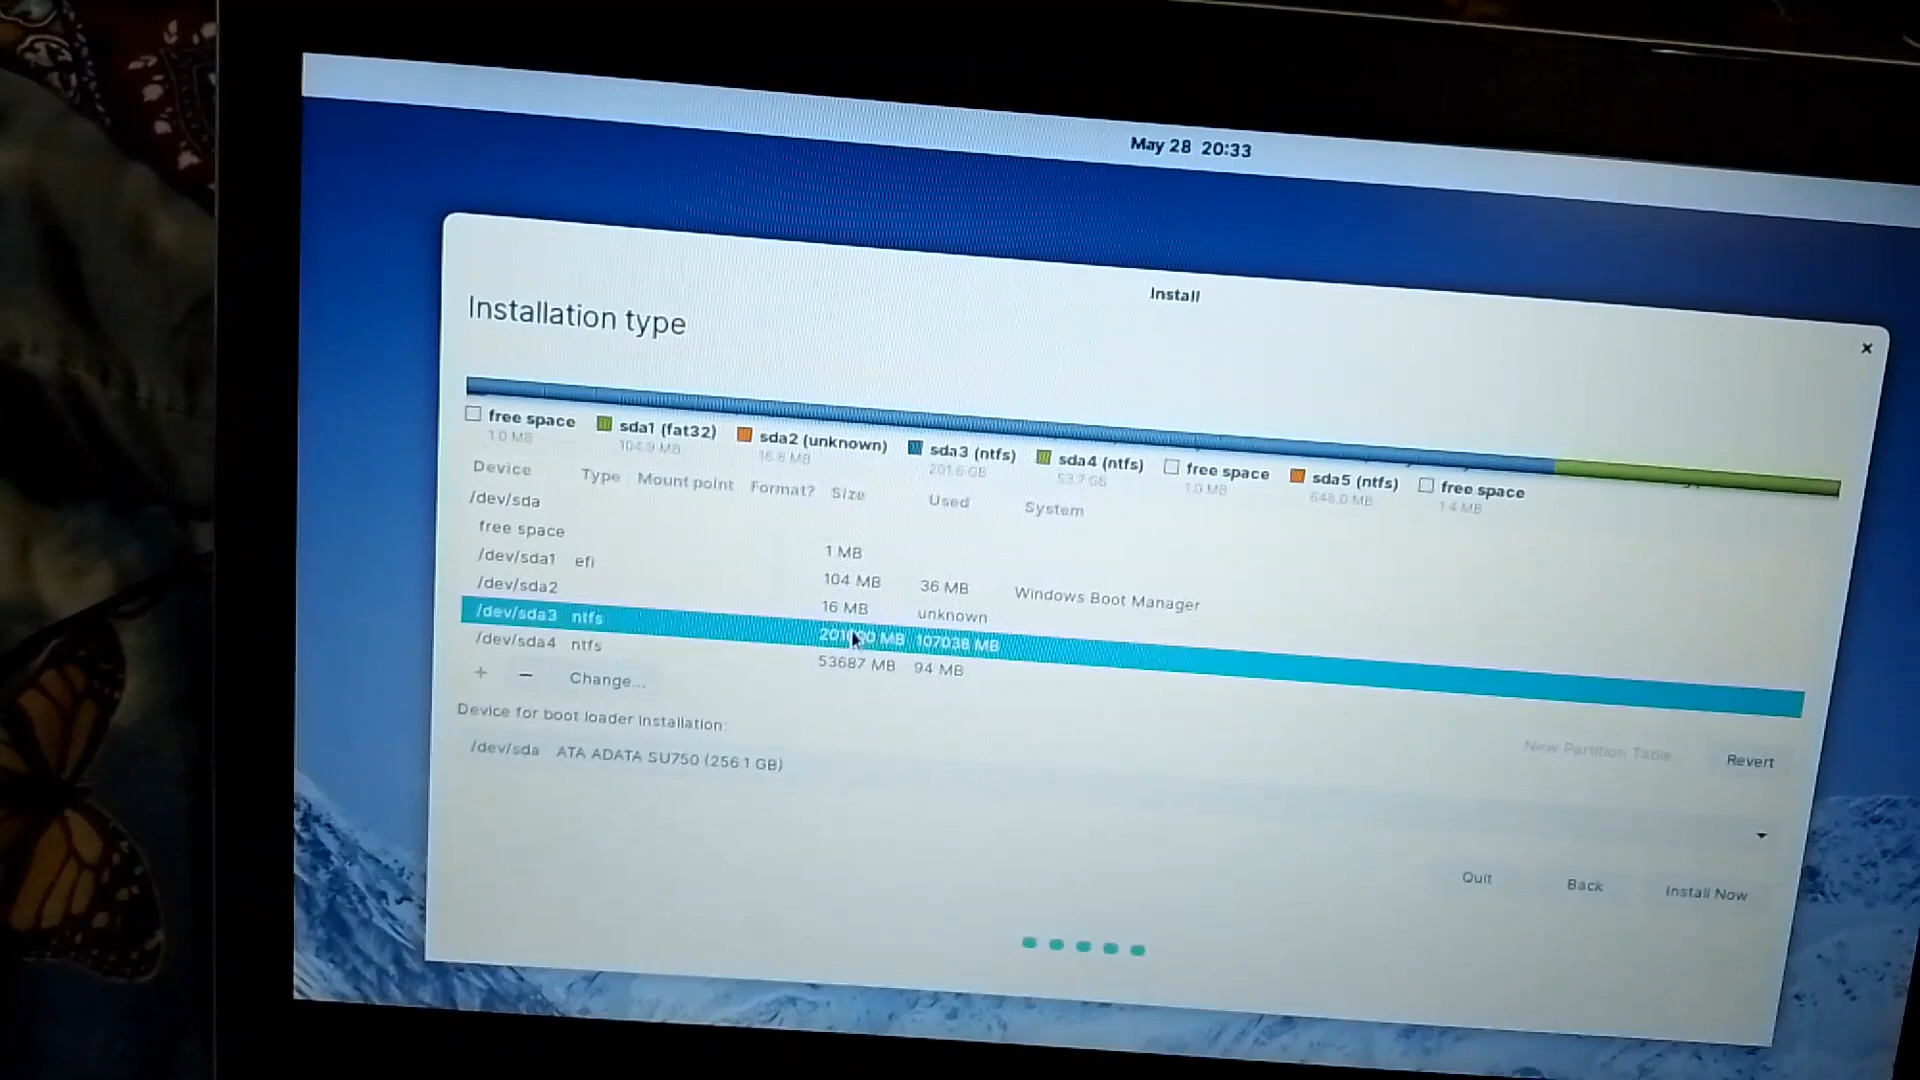 May 28 20:33
Install
Installation type
free space sda1 (fat32) sda2 (unknown) sda3 (ntfs) sda4 (ntfs) free space sda5 (ntfs) free space
1.0 MB 104.9 MB 16.8 MB 201.6 GB 53.7 GB 1.0 MB 648.0 MB 1.4 MB
Device Type Mount point Format? Size Used System
/dev/sda
free space 1 MB
/dev/sda1 efi 104 MB 36 MB Windows Boot Manager
/dev/sda2 16 MB unknown
/dev/sda3 ntfs MB 107038 MB
/dev/sda4 ntfs 53687 MB 94 MB
+ − Change...
New Partition Table Revert
Device for boot loader installation:
/dev/sda ATA ADATA SU750 (256.1 GB)
Quit Back Install Now